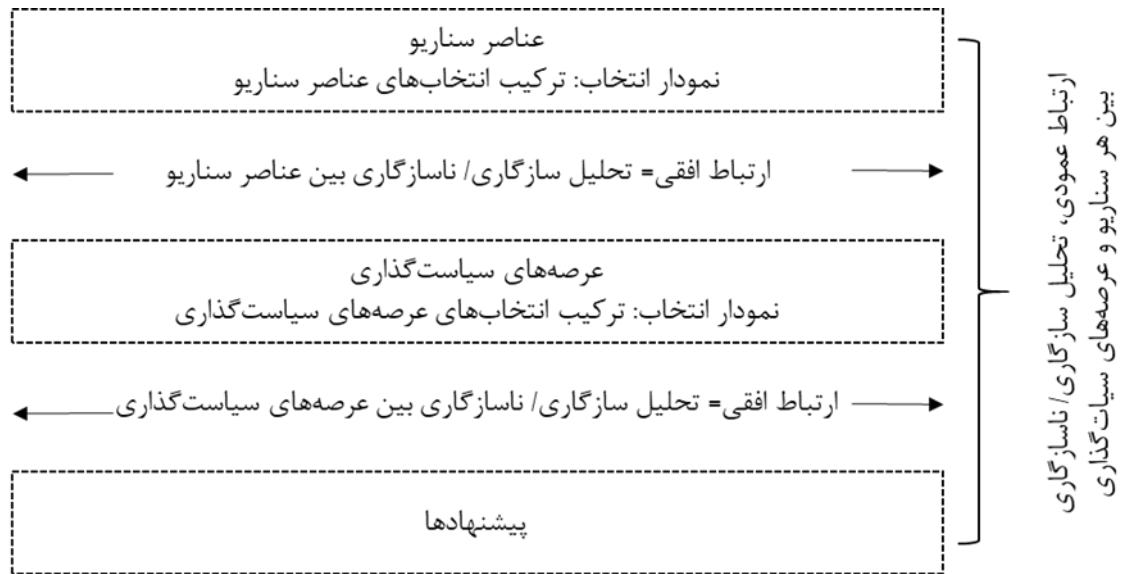 عناصر سناریو
نمودار انتخاب: ترکیب انتخاب‌های عناصر سناریو
ارتباط افقی= تحلیل سازگاری/ ناسازگاری بین عناصر سناریو
عرصه‌های سیاست‌گذاری
نمودار انتخاب: ترکیب انتخاب‌های عرصه‌های سیاست‌گذاری
ارتباط افقی= تحلیل سازگاری/ ناسازگاری بین عرصه‌های سیاست‌گذاری
پیشنهادها
ارتباط عمودی، تحلیل سازگاری/ ناسازگاری
بین هر سناریو و عرصه‌های سیات‌گذاری